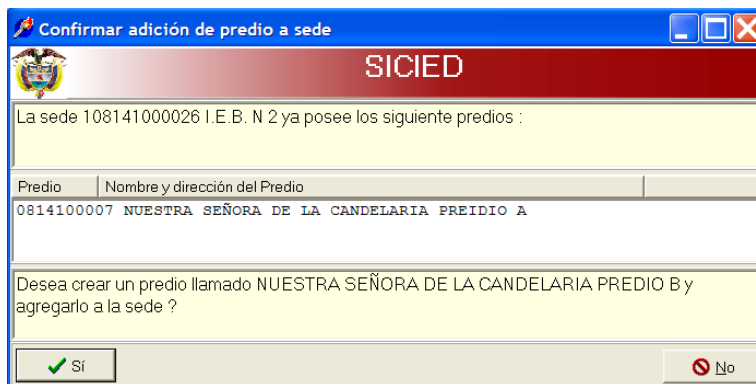 Confirmar adición de predio a sede
SICIED
La sede 108141000026 I.E.B. N 2 ya posee los siguiente predios :
Predio Nombre y dirección del Predio
0814100007 NUESTRA SEÑORA DE LA CANDELARIA PREIDIO A
Desea crear un predio llamado NUESTRA SEÑORA DE LA CANDELARIA PREDIO B y
agregarlo a la sede ?
Sí No